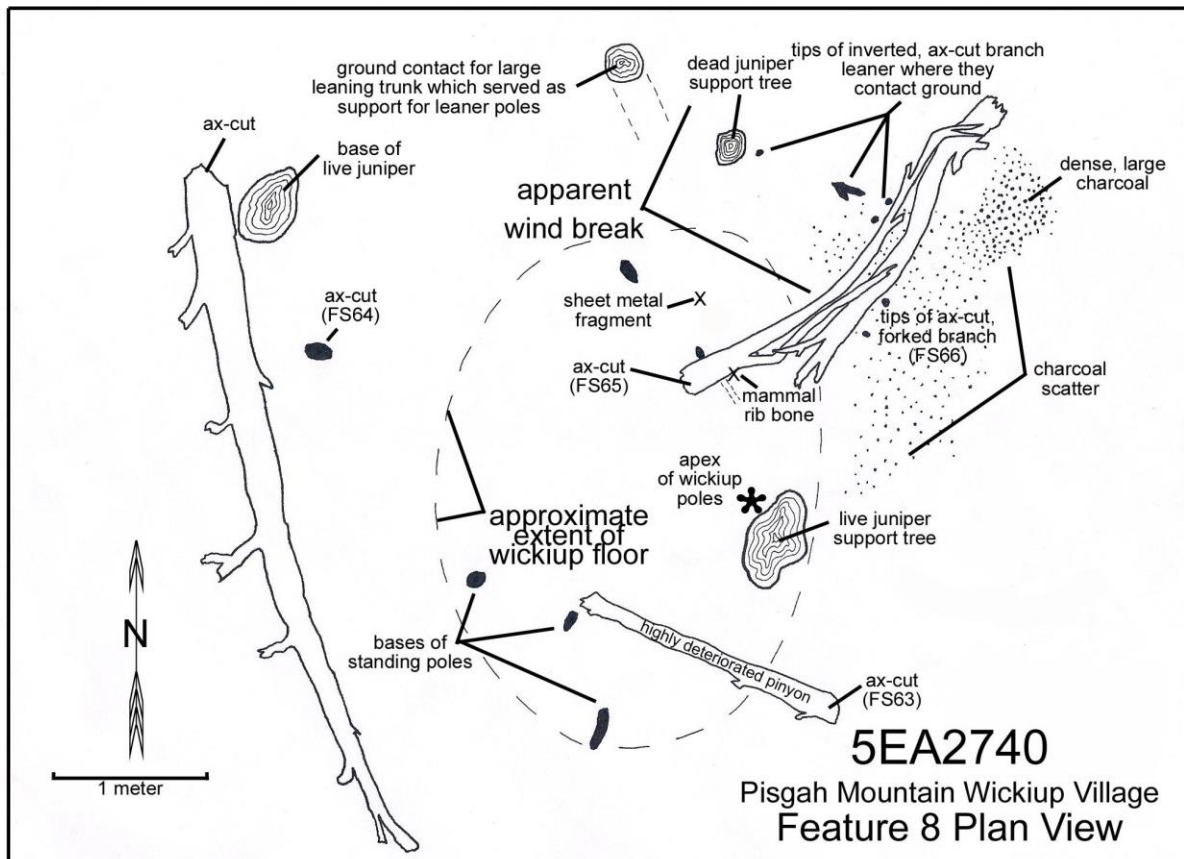 ground contact for large
leaning trunk which served as
support for leaner poles
dead juniper
support tree
tips of inverted, ax-cut branch
leaner where they
contact ground
ax-cut
base of
live juniper
dense, large
charcoal
apparent
wind break
ax-cut
(FS64)
sheet metal
fragment
X
tips of ax-cut,
forked branch
(FS66)
ax-cut
(FS65)
X
mammal
rib bone
charcoal
scatter
apex
of wickiup
poles
approximate
extent of
wickiup floor
live juniper
support tree
N
bases of
standing poles
highly deteriorated pinyon
ax-cut
(FS63)
1 meter
5EA2740
Pisgah Mountain Wickiup Village
Feature 8 Plan View